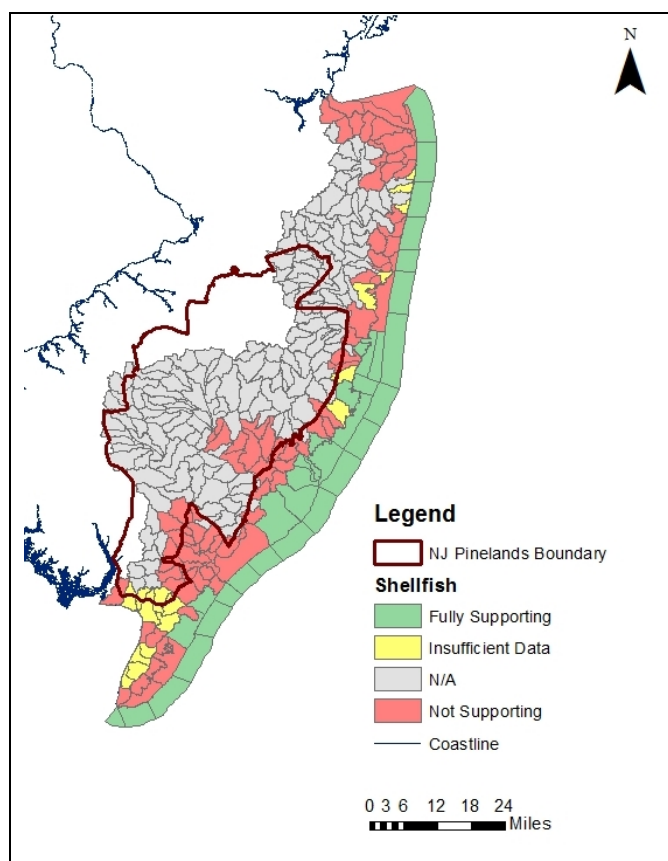 N
Legend
NJ Pinelands Boundary
Shellfish
Fully Supporting
Insufficient Data
N/A
Not Supporting
Coastline
0 3 6 12 18 24
Miles